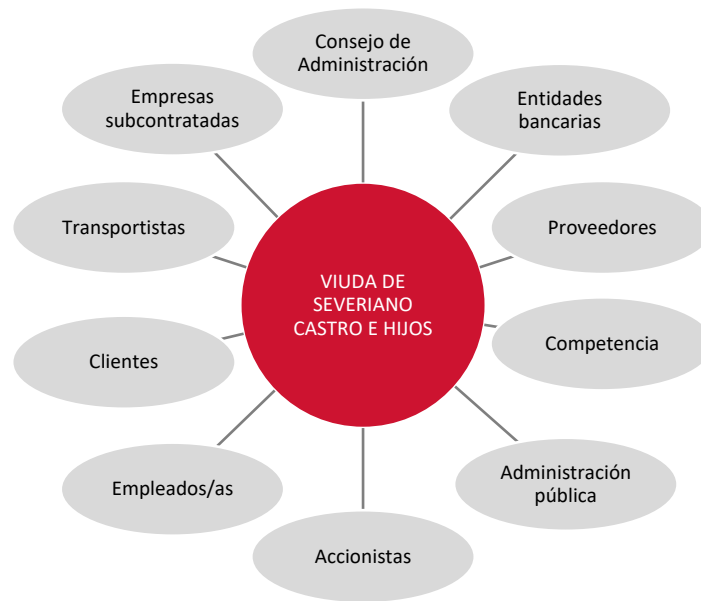 Consejo de
Administración
Empresas
subcontratadas
Entidades
bancarias
Transportistas
Proveedores
VIUDA DE
SEVERIANO
CASTRO E HIJOS
Clientes
Competencia
Empleados/as
Administración
pública
Accionistas